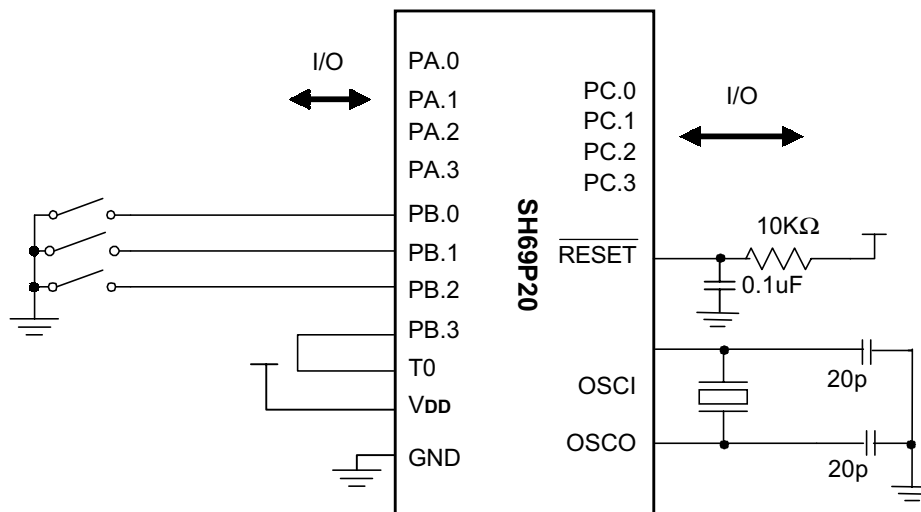 I/O
PA.0
PA.1
PA.2
PA.3
PB.0
PB.1
PB.2
PB.3
T0
VDD
GND
SH69P20
PC.0
PC.1
PC.2
PC.3
RESET
OSCI
OSCO
I/O
10KΩ
0.1uF
20p
20p